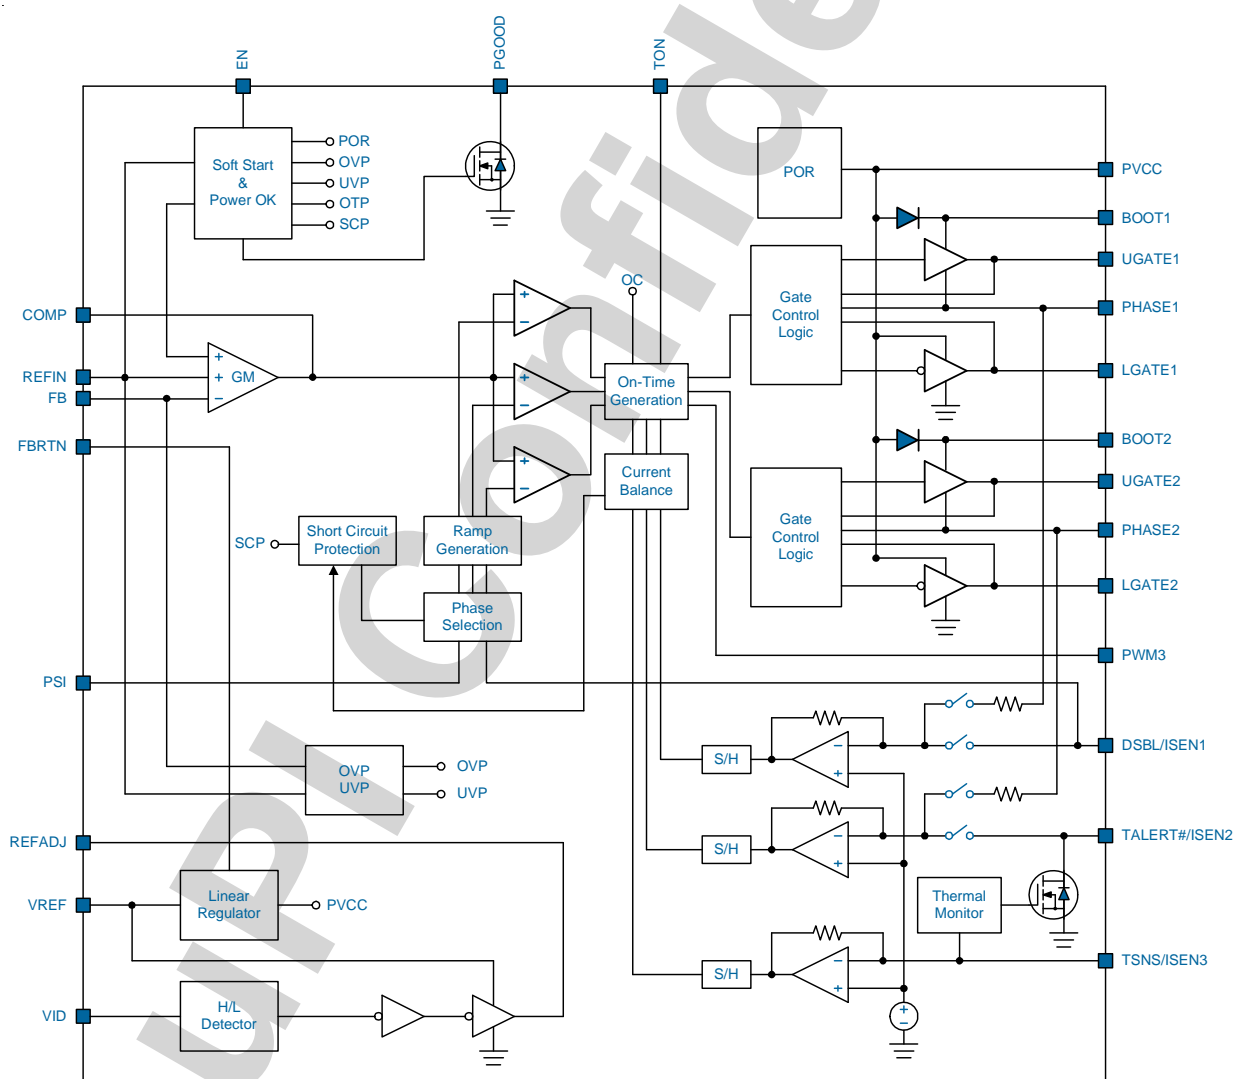 EN
PGOOD
TON
Soft Start
&
Power OK
POR
OVP
UVP
OTP
SCP
POR
PVCC
BOOT1
UGATE1
PHASE1
LGATE1
Gate
Control
Logic
OC
COMP
REFIN
FB
FBRTN
+
+ GM
−
+
−
+
−
+
−
On-Time
Generation
Current
Balance
BOOT2
UGATE2
PHASE2
LGATE2
Gate
Control
Logic
SCP
Short Circuit
Protection
Ramp
Generation
Phase
Selection
PWM3
PSI
DSBL/ISEN1
S/H
−
+
OVP
UVP
OVP
UVP
TALERT#/ISEN2
S/H
−
+
REFADJ
VREF
Linear
Regulator
PVCC
Thermal
Monitor
TSNS/ISEN3
S/H
−
+
VID
H/L
Detector
+
−
uPI Confide